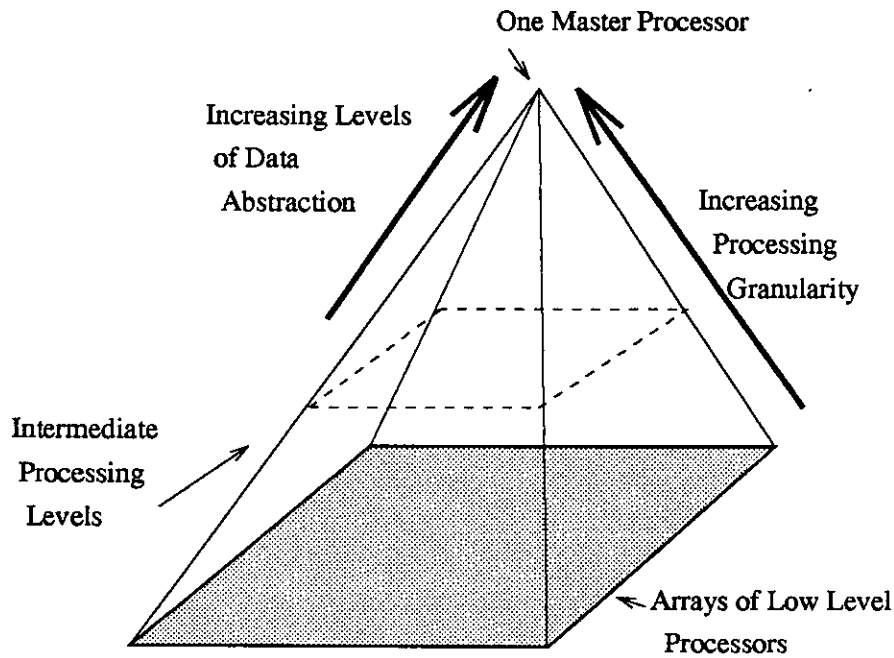 One Master Processor
Increasing Levels
of Data
Abstraction
Increasing
Processing
Granularity
Intermediate
Processing
Levels
Arrays of Low Level
Processors